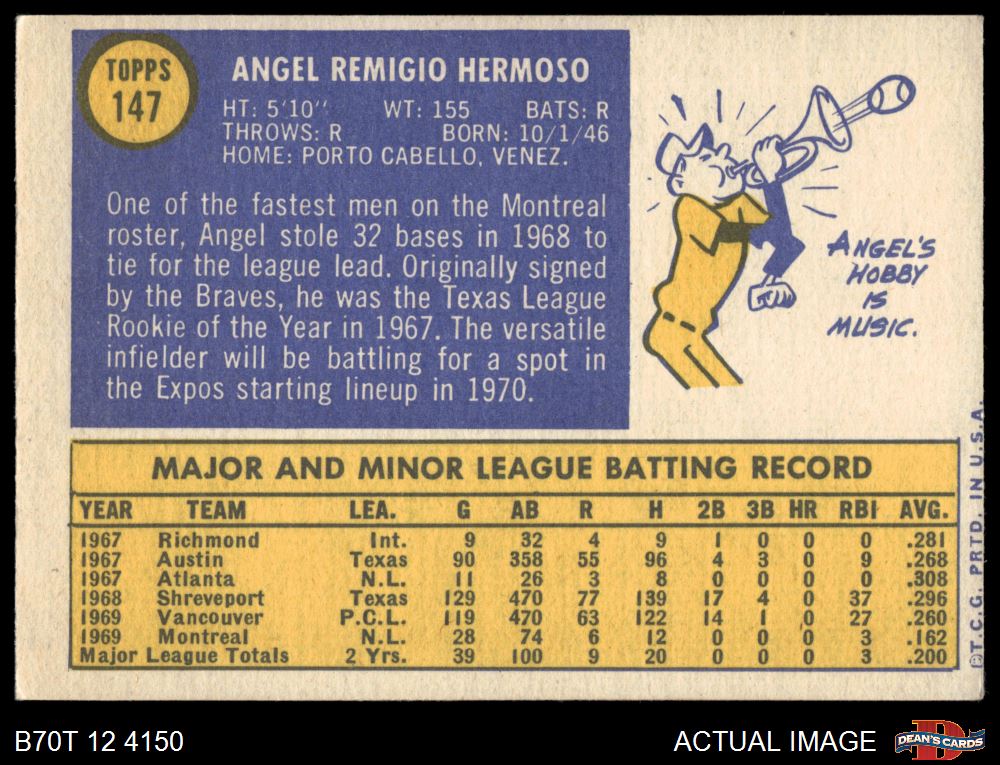 TOPPS
147
ANGEL REMIGIO HERMOSO
HT: 5'10" WT: 155 BATS: R
THROWS: R BORN: 10/1/46
HOME: PORTO CABELLO, VENEZ.
One of the fastest men on the Montreal
roster, Angel stole 32 bases in 1968 to
tie for the league lead. Originally signed
by the Braves, he was the Texas League
Rookie of the Year in 1967. The versatile
infielder will be battling for a spot in
the Expos starting lineup in 1970.
ANGEL'S
HOBBY
IS
MUSIC.
MAJOR AND MINOR LEAGUE BATTING RECORD
YEAR TEAM LEA. G AB R H 2B 3B HR RBI AVG.
1967 Richmond Int. 9 32 4 9 1 0 0 0 .281
1967 Austin Texas 90 358 55 96 4 3 0 9 .268
1967 Atlanta N.L. 11 26 3 8 0 0 0 0 .308
1968 Shreveport Texas 129 470 77 139 17 4 0 37 .296
1969 Vancouver P.C.L. 119 470 63 122 14 1 0 27 .260
1969 Montreal N.L. 28 74 6 12 0 0 0 3 .162
Major League Totals 2 Yrs. 39 100 9 20 0 0 0 3 .200
©T.C.G. PRTD. IN U.S.A.
B70T 12 4150
ACTUAL IMAGE
DEAN'S CARDS